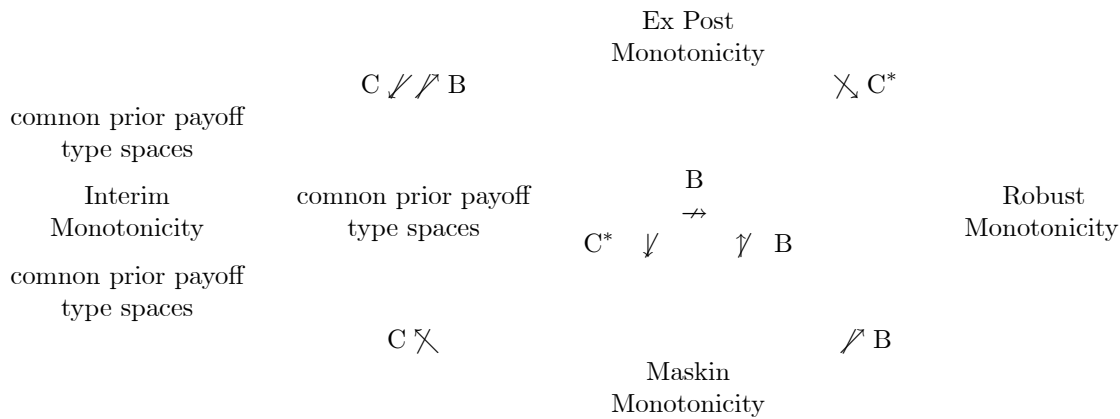 Ex Post
Monotonicity
C B
C*
comnon prior payoff
type spaces
B
Interim
Monotonicity
comnon prior payoff
type spaces
Robust
Monotonicity
C* B
comnon prior payoff
type spaces
C
B
Maskin
Monotonicity